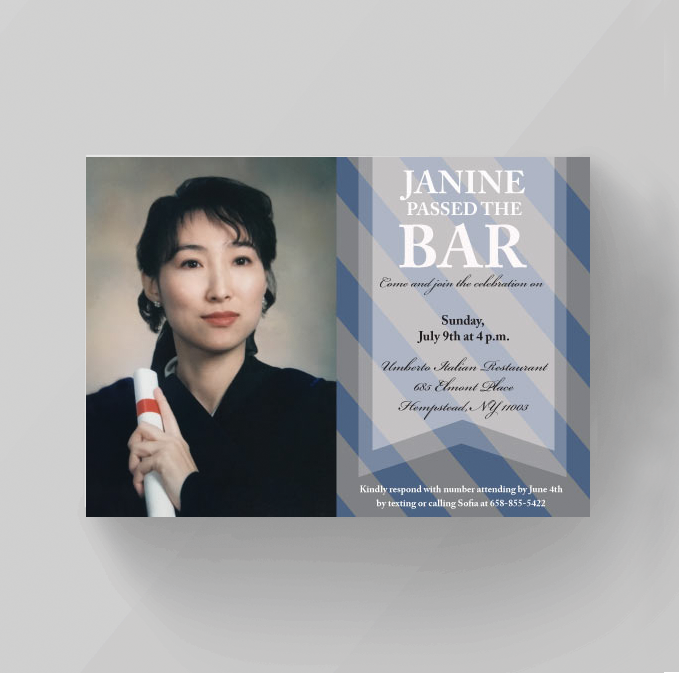 JANINE
PASSED THE
BAR
Come and join the celebration on
Sunday,
July 9th at 4 p.m.
Umberto Italian Restaurant
685 Elmont Place
Hempstead, NY 11003
Kindly respond with number attending by June 4th
by texting or calling Sofia at 658-855-5422